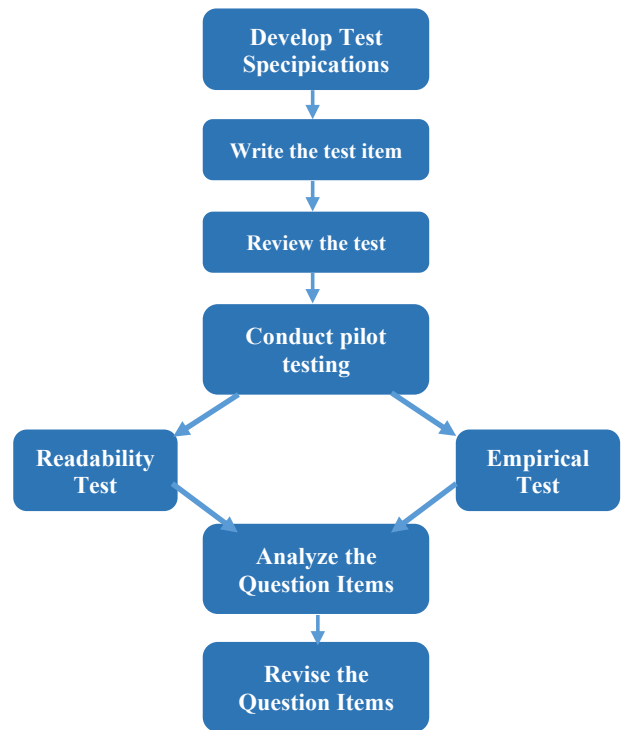 Develop Test
Specipications
Write the test item
Review the test
Conduct pilot
testing
Readability
Test
Empirical
Test
Analyze the
Question Items
Revise the
Question Items